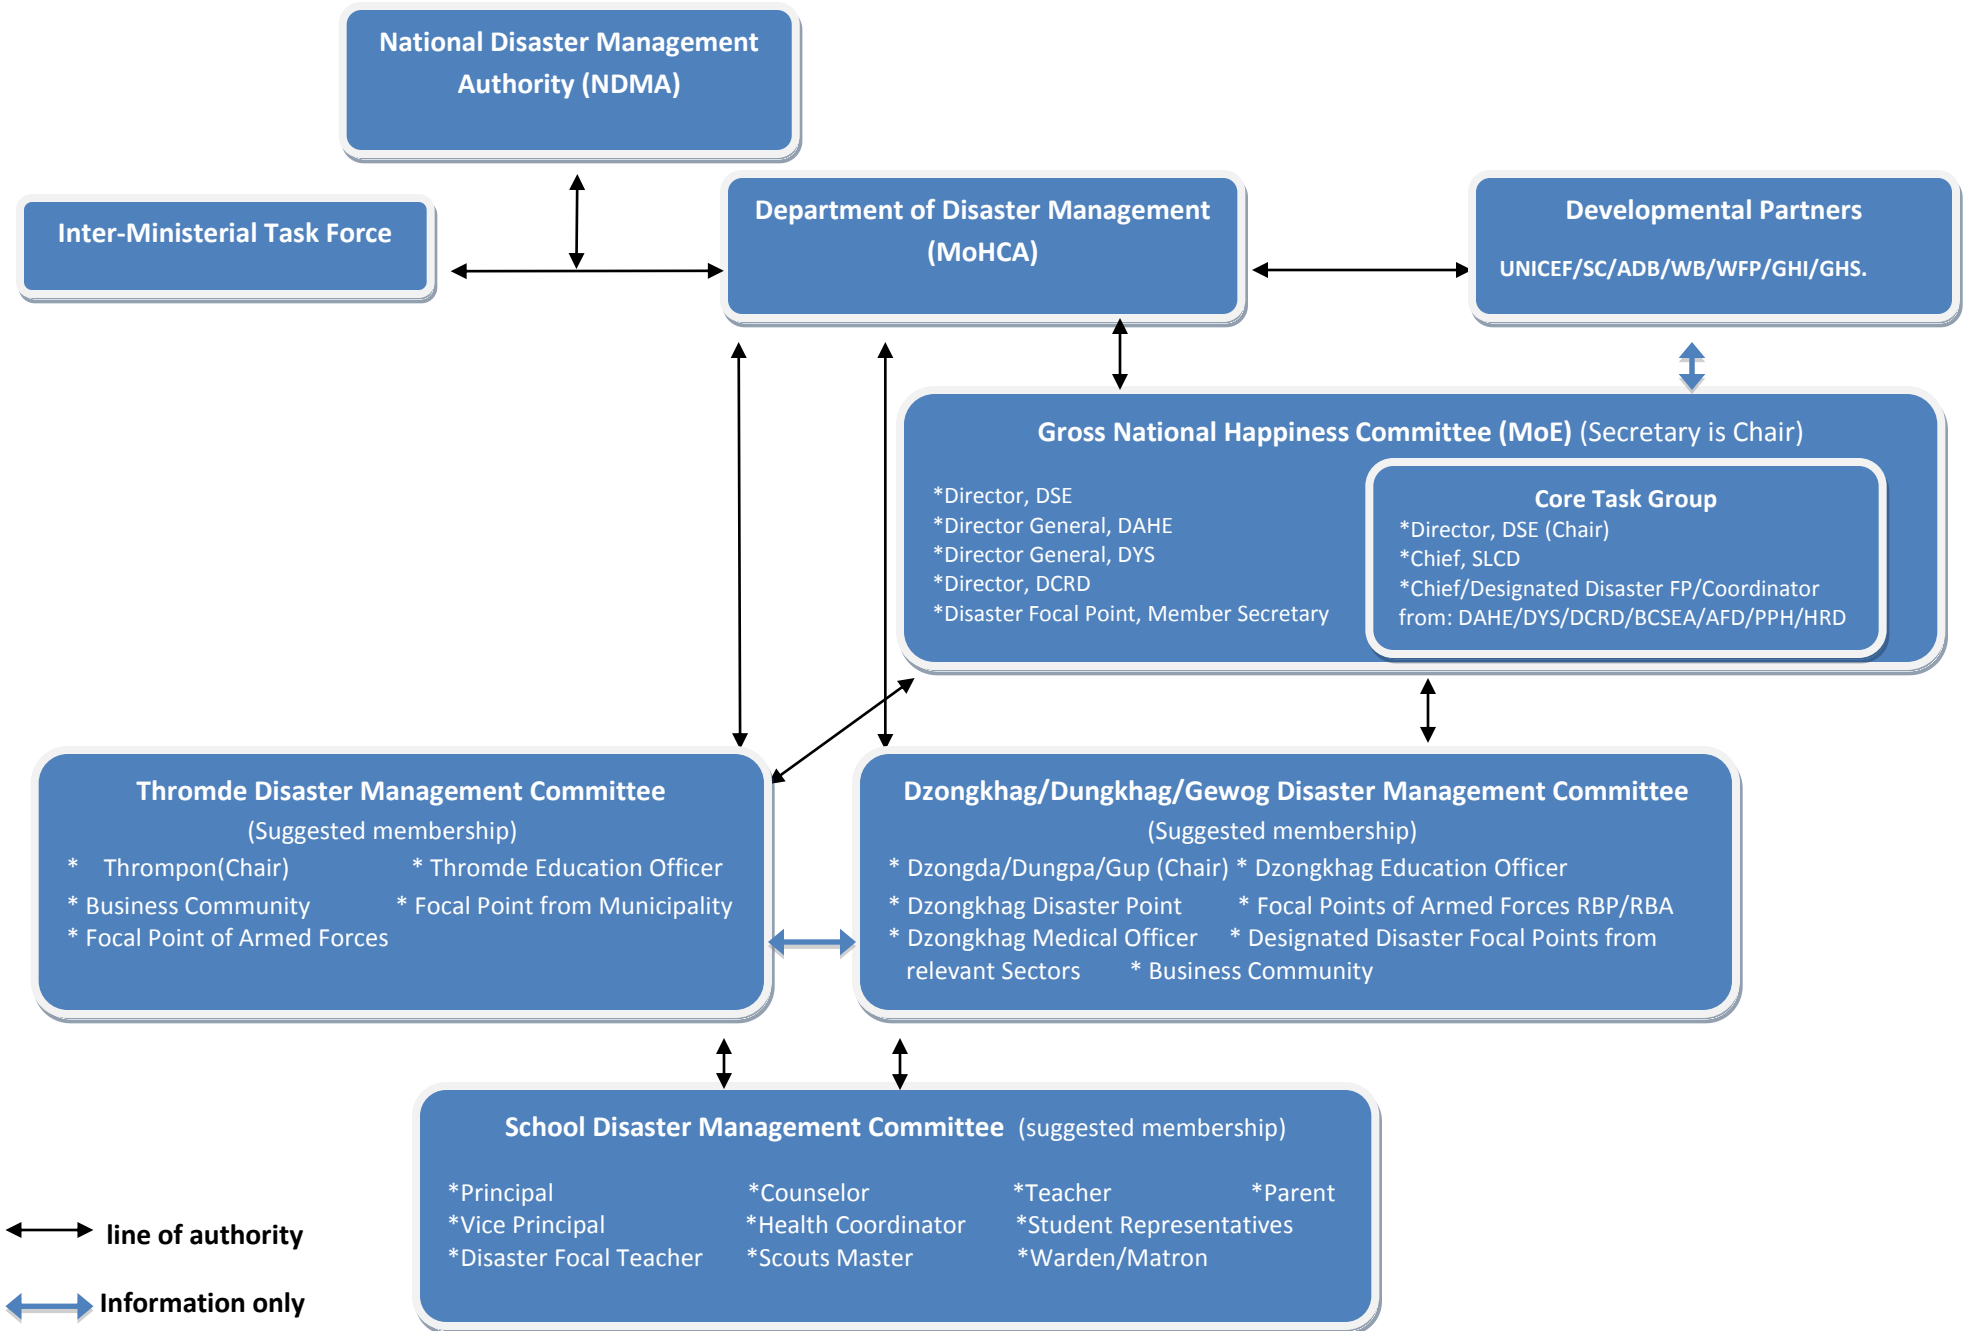 National Disaster Management
Authority (NDMA)
Inter-Ministerial Task Force
Department of Disaster Management
(MoHCA)
Developmental Partners
UNICEF/SC/ADB/WB/WFP/GHI/GHS.
Gross National Happiness Committee (MoE) (Secretary is Chair)
*Director, DSE
*Director General, DAHE
*Director General, DYS
*Director, DCRD
*Disaster Focal Point, Member Secretary
Core Task Group
*Director, DSE (Chair)
*Chief, SLCD
*Chief/Designated Disaster FP/Coordinator
from: DAHE/DYS/DCRD/BCSEA/AFD/PPH/HRD
Thromde Disaster Management Committee
(Suggested membership)
* Thrompon(Chair) * Thromde Education Officer
* Business Community * Focal Point from Municipality
* Focal Point of Armed Forces
Dzongkhag/Dungkhag/Gewog Disaster Management Committee
(Suggested membership)
* Dzongda/Dungpa/Gup (Chair) * Dzongkhag Education Officer
* Dzongkhag Disaster Point * Focal Points of Armed Forces RBP/RBA
* Dzongkhag Medical Officer * Designated Disaster Focal Points from
relevant Sectors * Business Community
School Disaster Management Committee (suggested membership)
*Principal *Counselor *Teacher *Parent
*Vice Principal *Health Coordinator *Student Representatives
*Disaster Focal Teacher *Scouts Master *Warden/Matron
line of authority
Information only